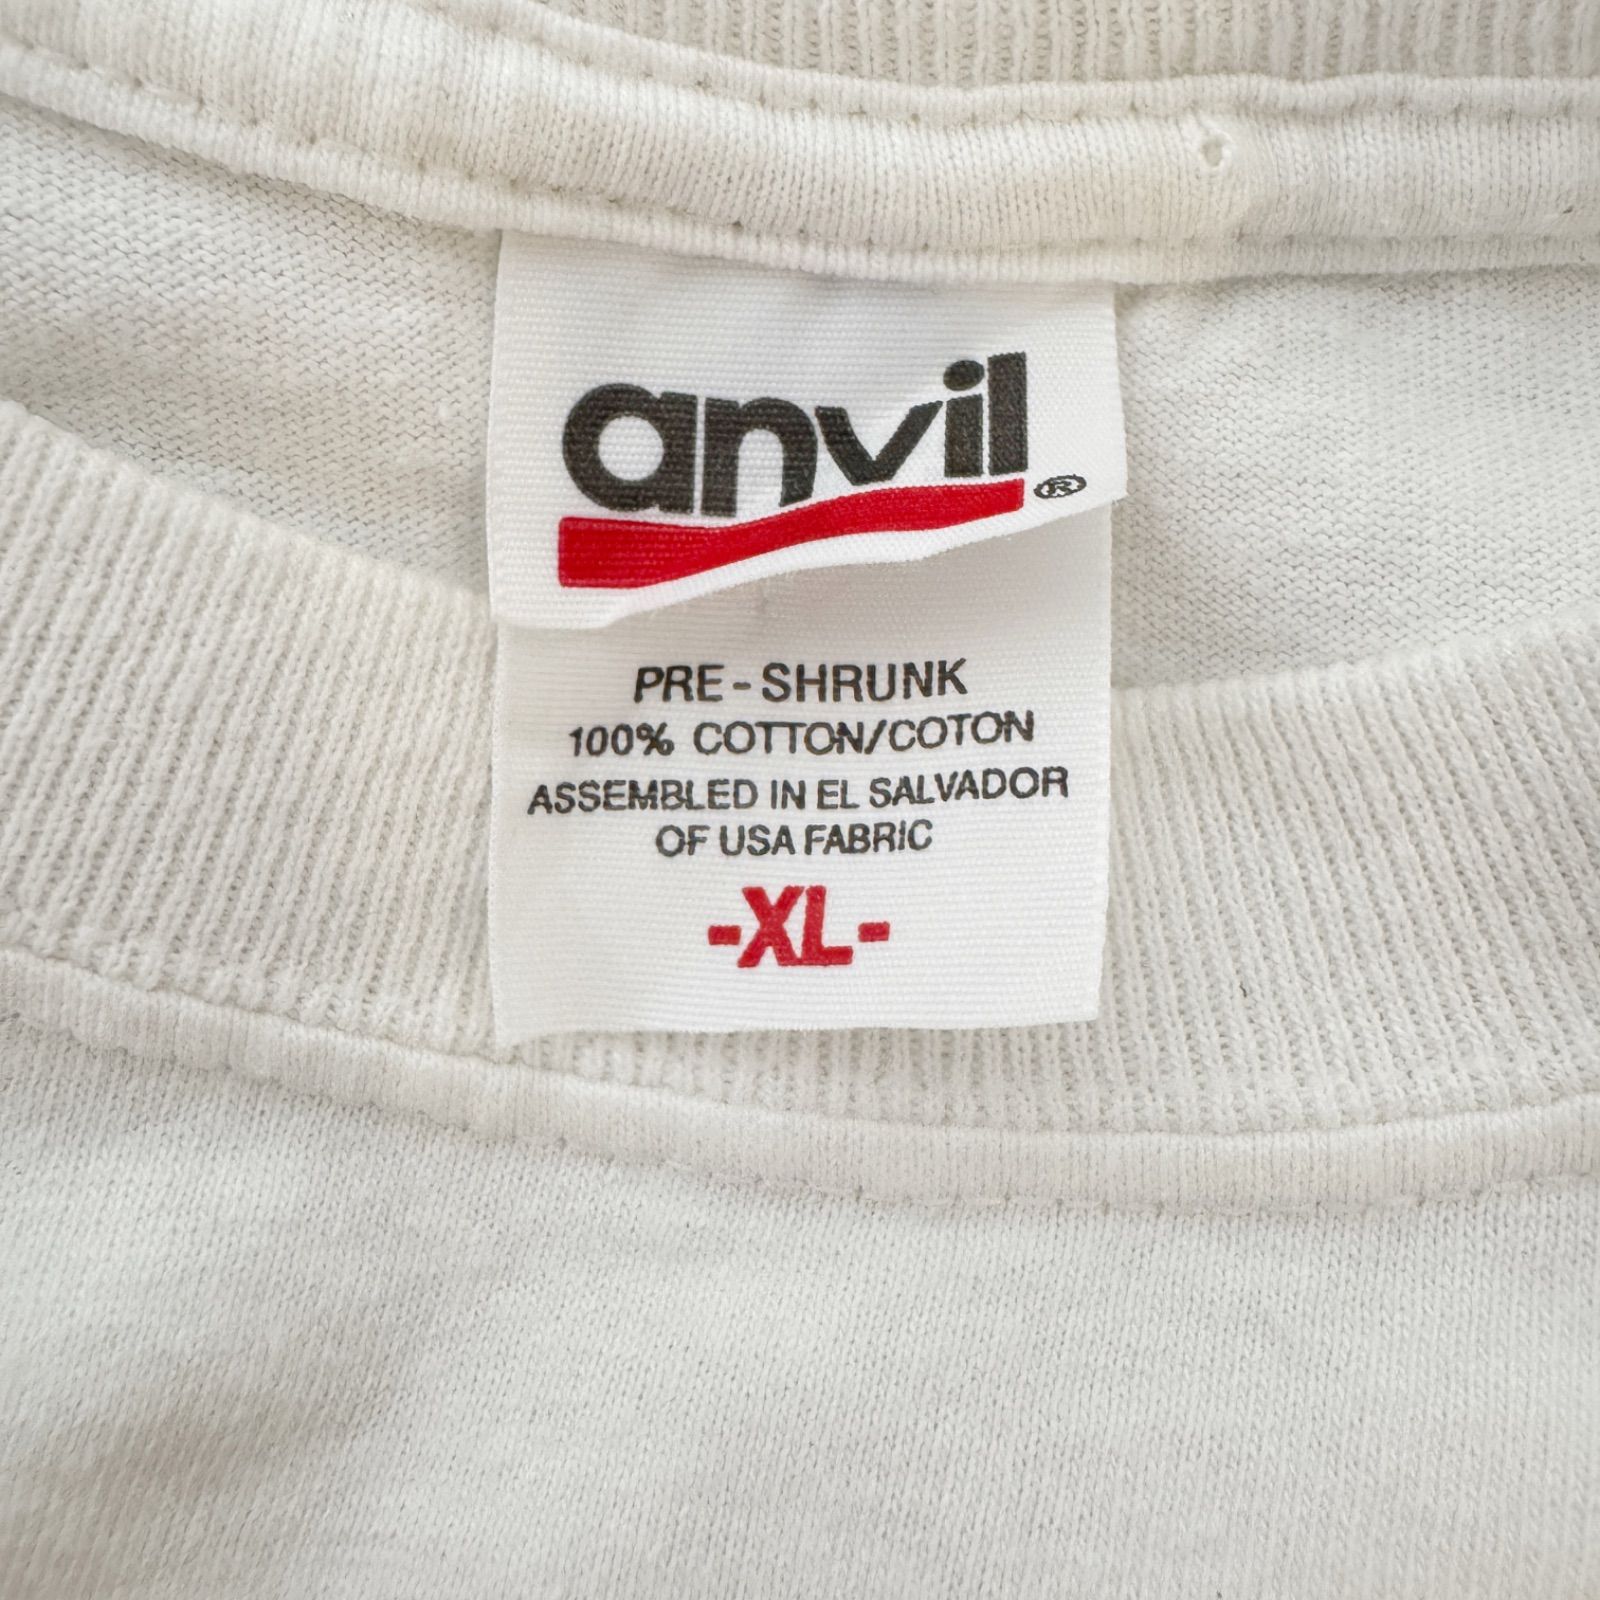 anvil®
PRE-SHRUNK
100% COTTON/COTON
ASSEMBLED IN EL SALVADOR
OF USA FABRIC
-XL-